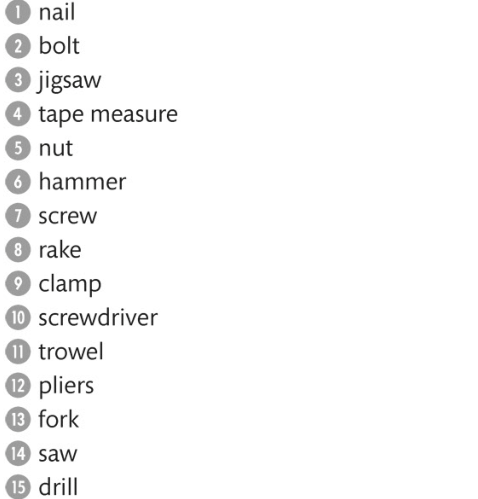 1 nail
2 bolt
3 jigsaw
4 tape measure
5 nut
6 hammer
7 screw
8 rake
9 clamp
10 screwdriver
11 trowel
12 pliers
13 fork
14 saw
15 drill